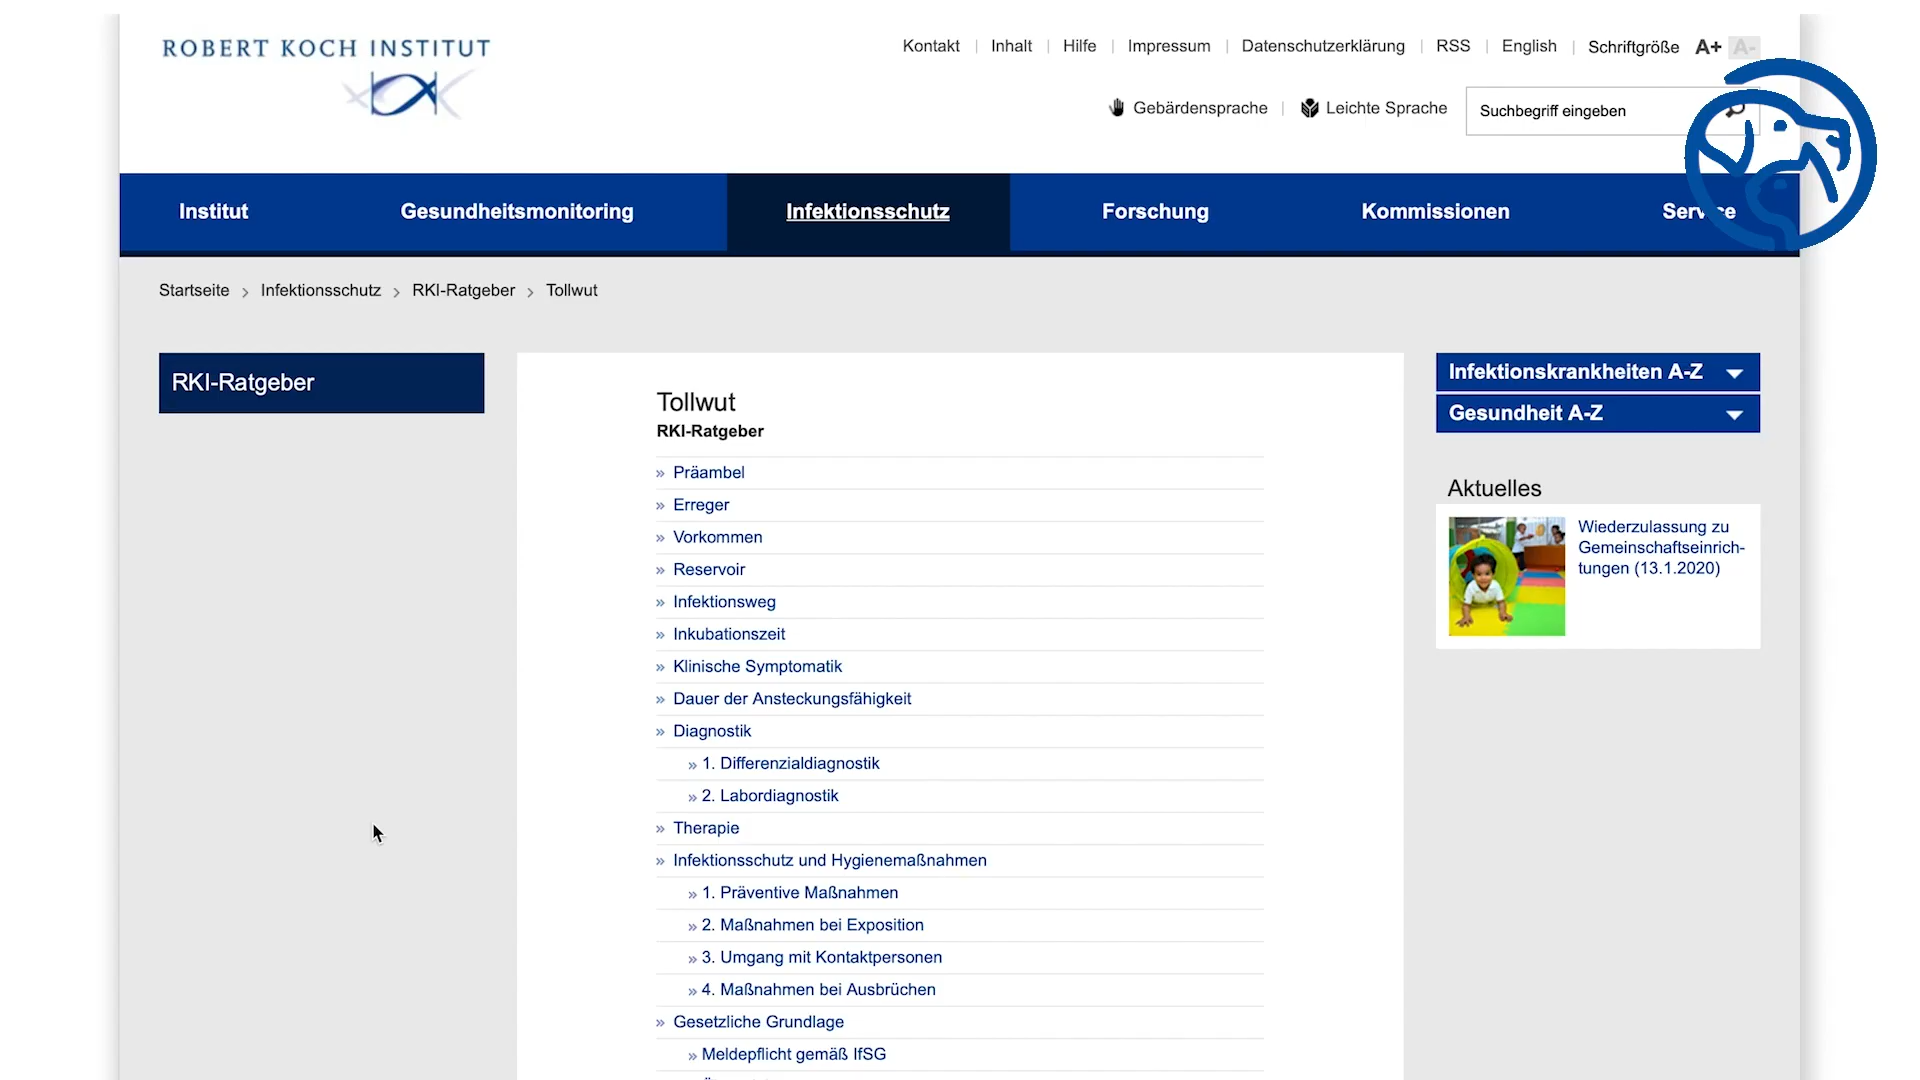 ROBERT KOCH INSTITUT
Kontakt | Inhalt | Hilfe | Impressum | Datenschutzerklärung | RSS | English | Schriftgröße A+ A-
Gebärdensprache | Leichte Sprache
Suchbegriff eingeben
Institut Gesundheitsmonitoring Infektionsschutz Forschung Kommissionen Service
Startseite › Infektionsschutz › RKI-Ratgeber › Tollwut
RKI-Ratgeber
Tollwut
RKI-Ratgeber
» Präambel
» Erreger
» Vorkommen
» Reservoir
» Infektionsweg
» Inkubationszeit
» Klinische Symptomatik
» Dauer der Ansteckungsfähigkeit
» Diagnostik
» 1. Differenzialdiagnostik
» 2. Labordiagnostik
» Therapie
» Infektionsschutz und Hygienemaßnahmen
» 1. Präventive Maßnahmen
» 2. Maßnahmen bei Exposition
» 3. Umgang mit Kontaktpersonen
» 4. Maßnahmen bei Ausbrüchen
» Gesetzliche Grundlage
» Meldepflicht gemäß IfSG
Infektionskrankheiten A-Z
Gesundheit A-Z
Aktuelles
Wiederzulassung zu
Gemeinschaftseinrich-
tungen (13.1.2020)